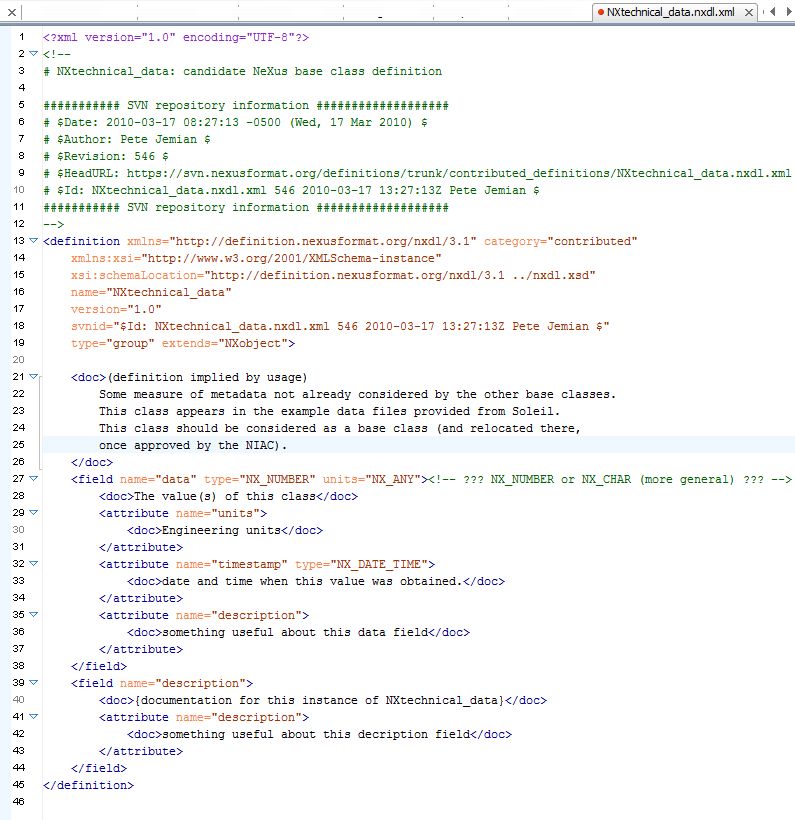 NXtechnical_data.nxdl.xml
1 <?xml version="1.0" encoding="UTF-8"?>
2 <!--
3 # NXtechnical_data: candidate NeXus base class definition
4
5 ########### SVN repository information ###################
6 # $Date: 2010-03-17 08:27:13 -0500 (Wed, 17 Mar 2010) $
7 # $Author: Pete Jemian $
8 # $Revision: 546 $
9 # $HeadURL: https://svn.nexusformat.org/definitions/trunk/contributed_definitions/NXtechnical_data.nxdl.xml
10 # $Id: NXtechnical_data.nxdl.xml 546 2010-03-17 13:27:13Z Pete Jemian $
11 ########### SVN repository information ###################
12 -->
13 <definition xmlns="http://definition.nexusformat.org/nxdl/3.1" category="contributed"
14 xmlns:xsi="http://www.w3.org/2001/XMLSchema-instance"
15 xsi:schemaLocation="http://definition.nexusformat.org/nxdl/3.1 ../nxdl.xsd"
16 name="NXtechnical_data"
17 version="1.0"
18 svnid="$Id: NXtechnical_data.nxdl.xml 546 2010-03-17 13:27:13Z Pete Jemian $"
19 type="group" extends="NXobject">
20
21 <doc>(definition implied by usage)
22 Some measure of metadata not already considered by the other base classes.
23 This class appears in the example data files provided from Soleil.
24 This class should be considered as a base class (and relocated there,
25 once approved by the NIAC).
26 </doc>
27 <field name="data" type="NX_NUMBER" units="NX_ANY"><!-- ??? NX_NUMBER or NX_CHAR (more general) ??? -->
28 <doc>The value(s) of this class</doc>
29 <attribute name="units">
30 <doc>Engineering units</doc>
31 </attribute>
32 <attribute name="timestamp" type="NX_DATE_TIME">
33 <doc>date and time when this value was obtained.</doc>
34 </attribute>
35 <attribute name="description">
36 <doc>something useful about this data field</doc>
37 </attribute>
38 </field>
39 <field name="description">
40 <doc>{documentation for this instance of NXtechnical_data}</doc>
41 <attribute name="description">
42 <doc>something useful about this decription field</doc>
43 </attribute>
44 </field>
45 </definition>
46